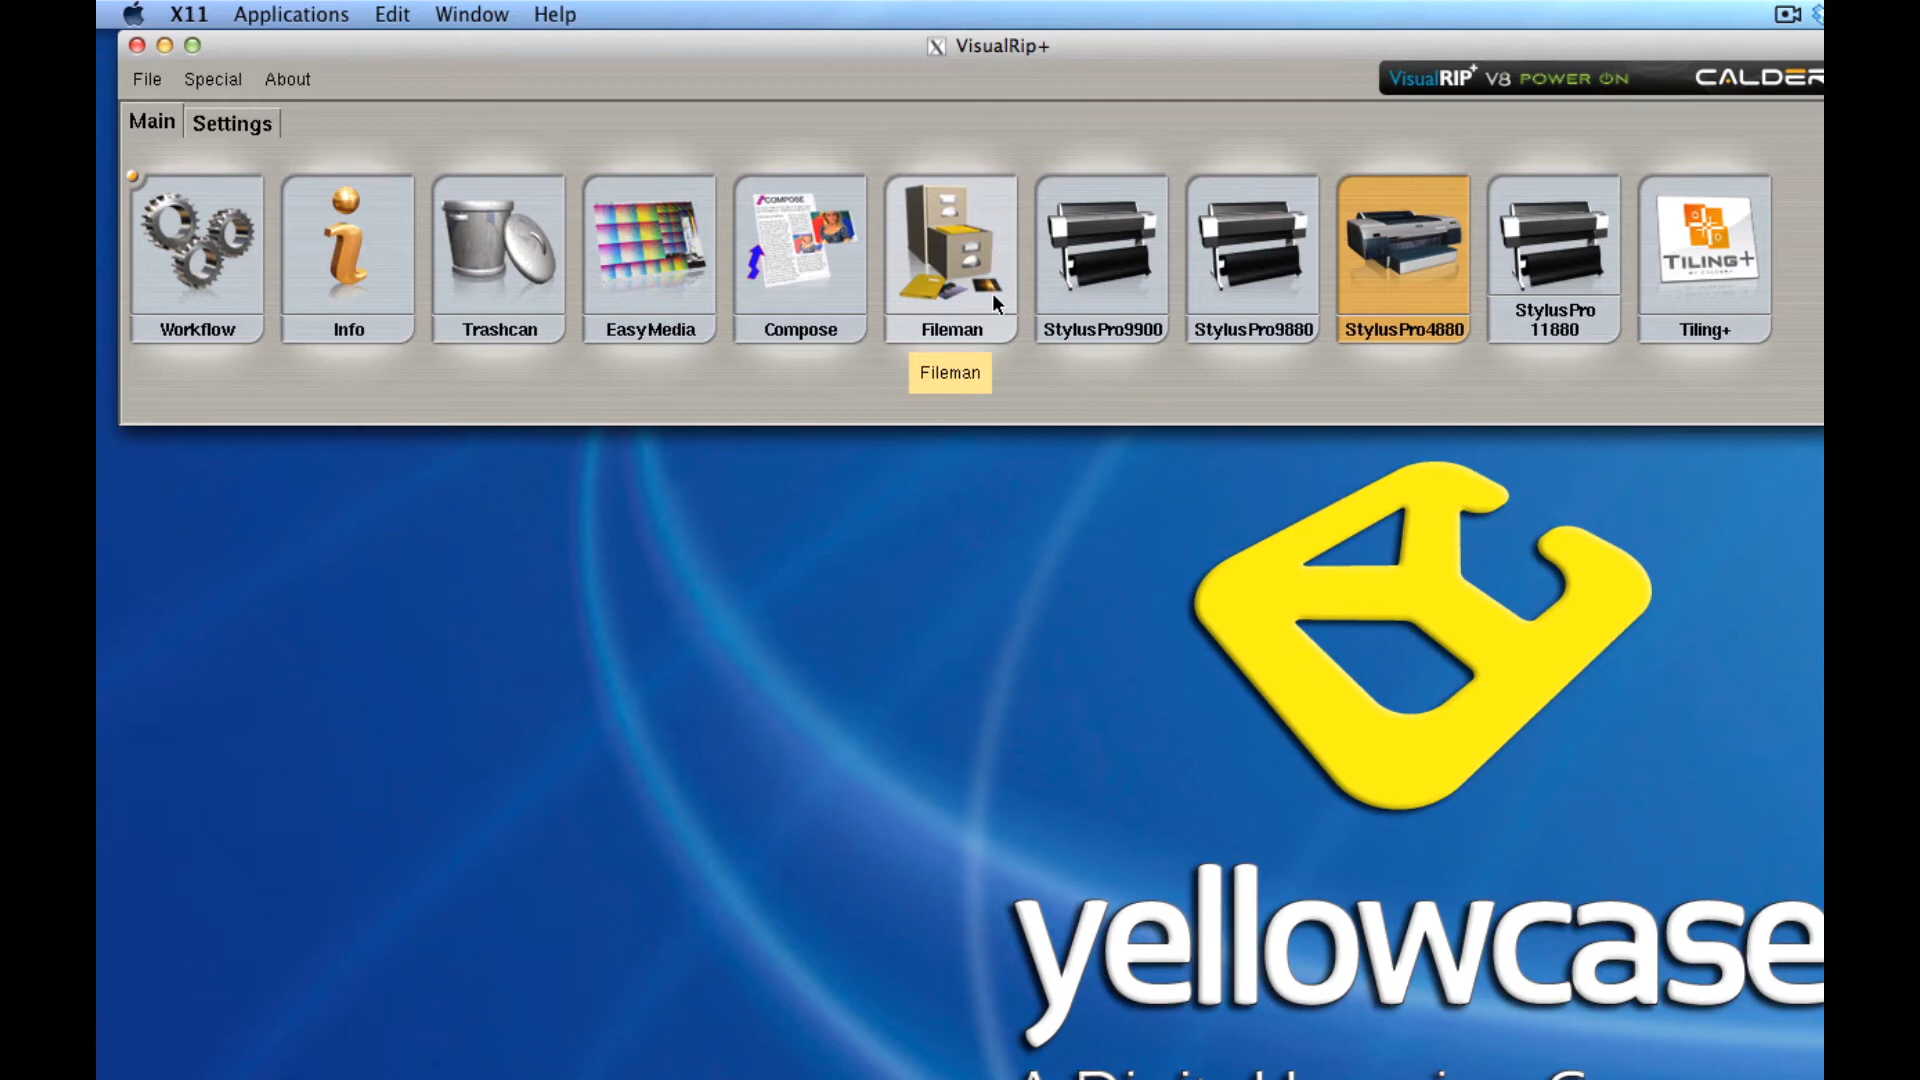 X11 Applications Edit Window Help
VisualRip+
File Special About
VisualRIP+ V8 POWER ON CALDER
Main Settings
COMPOSE
TILING+
Workflow Info Trashcan EasyMedia Compose Fileman StylusPro9900 StylusPro9880 StylusPro4880 StylusPro 11880 Tiling+
Fileman
yellowcase